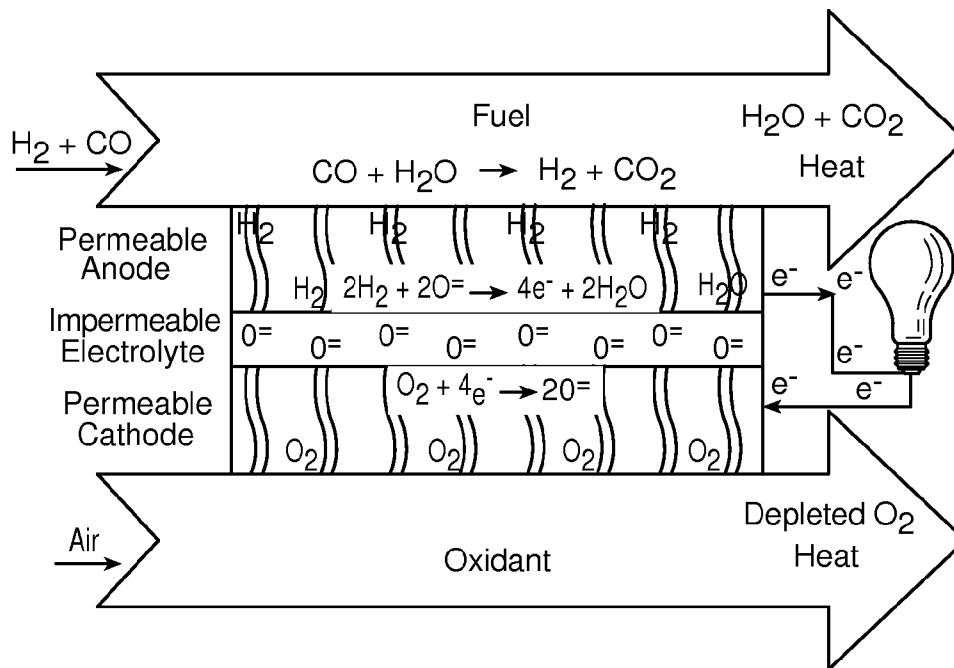 Fuel
H₂O + CO₂
Heat
H₂ + CO
CO + H₂O → H₂ + CO₂
Permeable
Anode
H₂ H₂ H₂ H₂
H₂ 2H₂ + 2O⁼ → 4e⁻ + 2H₂O H₂O
e⁻ e⁻
Impermeable
Electrolyte
O⁼ O⁼ O⁼ O⁼ O⁼ O⁼ O⁼ O⁼
e⁻
Permeable
Cathode
O₂ + 4e⁻ → 2O⁼
e⁻ e⁻
O₂ O₂ O₂ O₂
Air
Oxidant
Depleted O₂
Heat